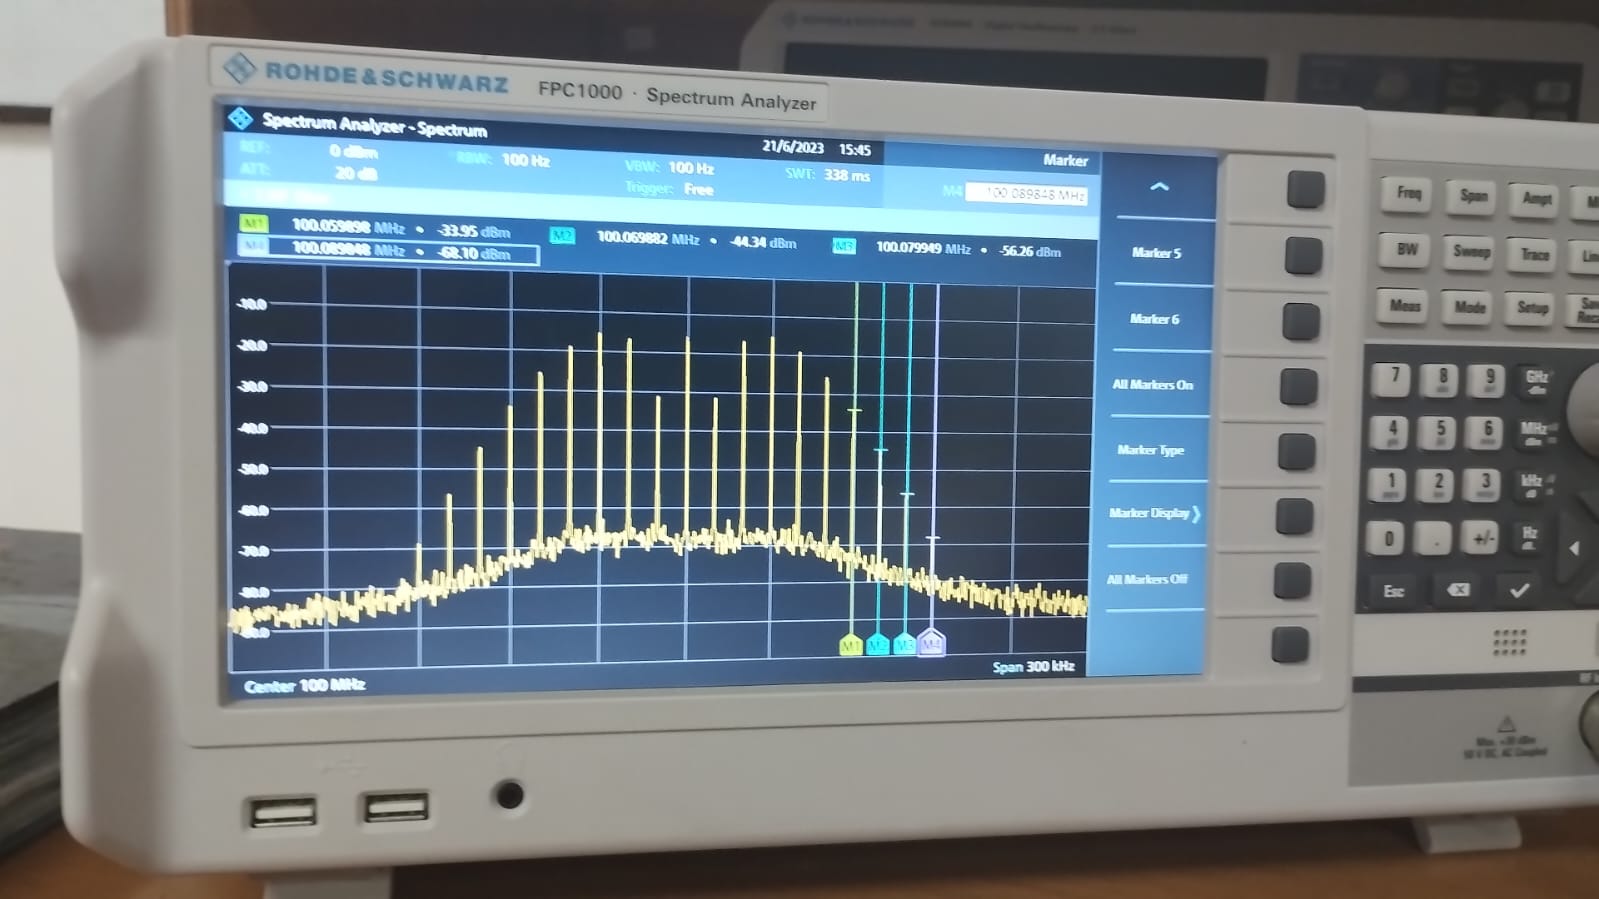 ROHDE & SCHWARZ FPC1000 · Spectrum Analyzer
Spectrum Analyzer - Spectrum
21/6/2023 15:45
REF: 0 dBm RBW: 100 Hz VBW: 100 Hz SWT: 338 ms
ATT: 20 dB Trigger: Free
Marker
M4 100.089848 MHz
M1 100.059898 MHz • -33.95 dBm M2 100.069882 MHz • -44.34 dBm M3 100.079949 MHz • -56.26 dBm
M4 100.089848 MHz • -68.10 dBm
-10.0
-20.0
-30.0
-40.0
-50.0
-60.0
-70.0
-80.0
-90.0
M1 M2 M3 M4
Center 100 MHz Span 300 kHz
Marker 5
Marker 6
All Markers On
Marker Type
Marker Display
All Markers Off
Freq Span Ampt
BW Sweep Trace
Meas Mode Setup
7 8 9 GHz
-dBm
4 5 6 MHz
1 2 3 kHz
0 . +/- Hz
Esc